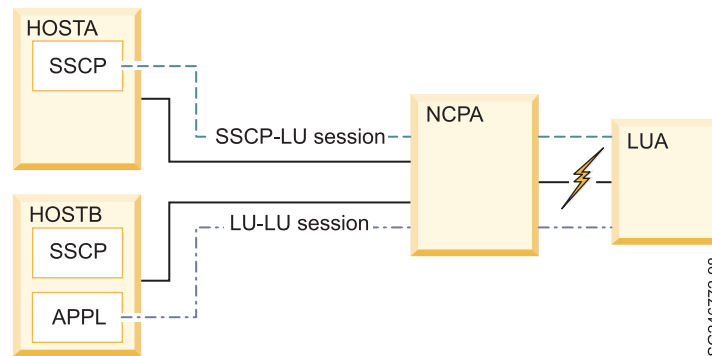 HOSTA
SSCP
SSCP-LU session
NCPA
LUA
HOSTB
SSCP
LU-LU session
APPL